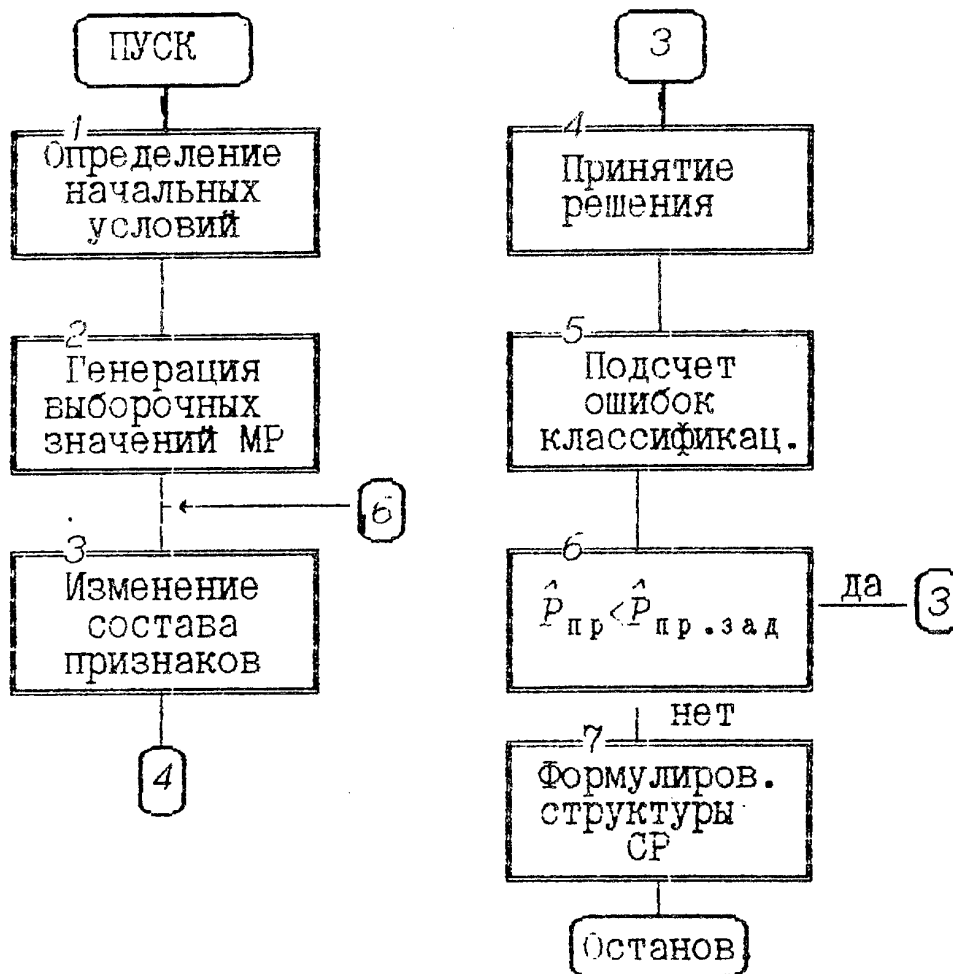 ПУСК
1
Определение
начальных
условий
2
Генерация
выборочных
значений МР
6
3
Изменение
состава
признаков
4
3
4
Принятие
решения
5
Подсчет
ошибок
классификац.
6
P̂пр<P̂пр.зад
да
3
нет
7
Формулиров.
структуры
СР
Останов